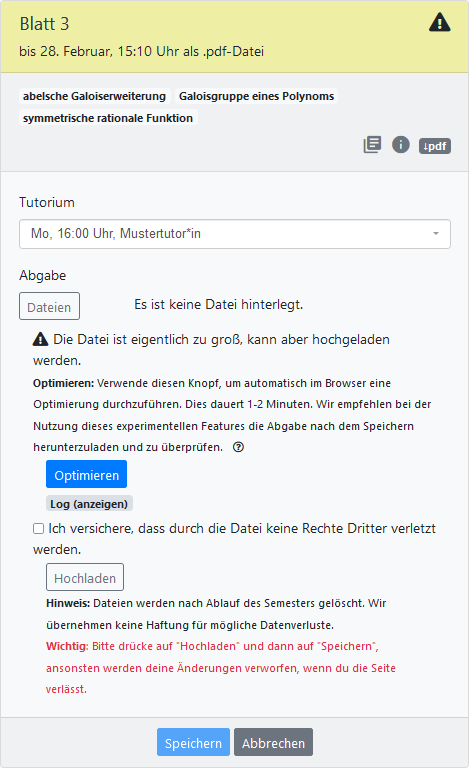 Blatt 3
bis 28. Februar, 15:10 Uhr als .pdf-Datei
abelsche Galoiserweiterung Galoisgruppe eines Polynoms
symmetrische rationale Funktion
↓pdf
Tutorium
Mo, 16:00 Uhr, Mustertutor*in
Abgabe
Dateien Es ist keine Datei hinterlegt.
Die Datei ist eigentlich zu groß, kann aber hochgeladen
werden.
Optimieren: Verwende diesen Knopf, um automatisch im Browser eine
Optimierung durchzuführen. Dies dauert 1-2 Minuten. Wir empfehlen bei der
Nutzung dieses experimentellen Features die Abgabe nach dem Speichern
herunterzuladen und zu überprüfen.
Optimieren
Log (anzeigen)
Ich versichere, dass durch die Datei keine Rechte Dritter verletzt
werden.
Hochladen
Hinweis: Dateien werden nach Ablauf des Semesters gelöscht. Wir
übernehmen keine Haftung für mögliche Datenverluste.
Wichtig: Bitte drücke auf "Hochladen" und dann auf "Speichern",
ansonsten werden deine Änderungen verworfen, wenn du die Seite
verlässt.
Speichern Abbrechen